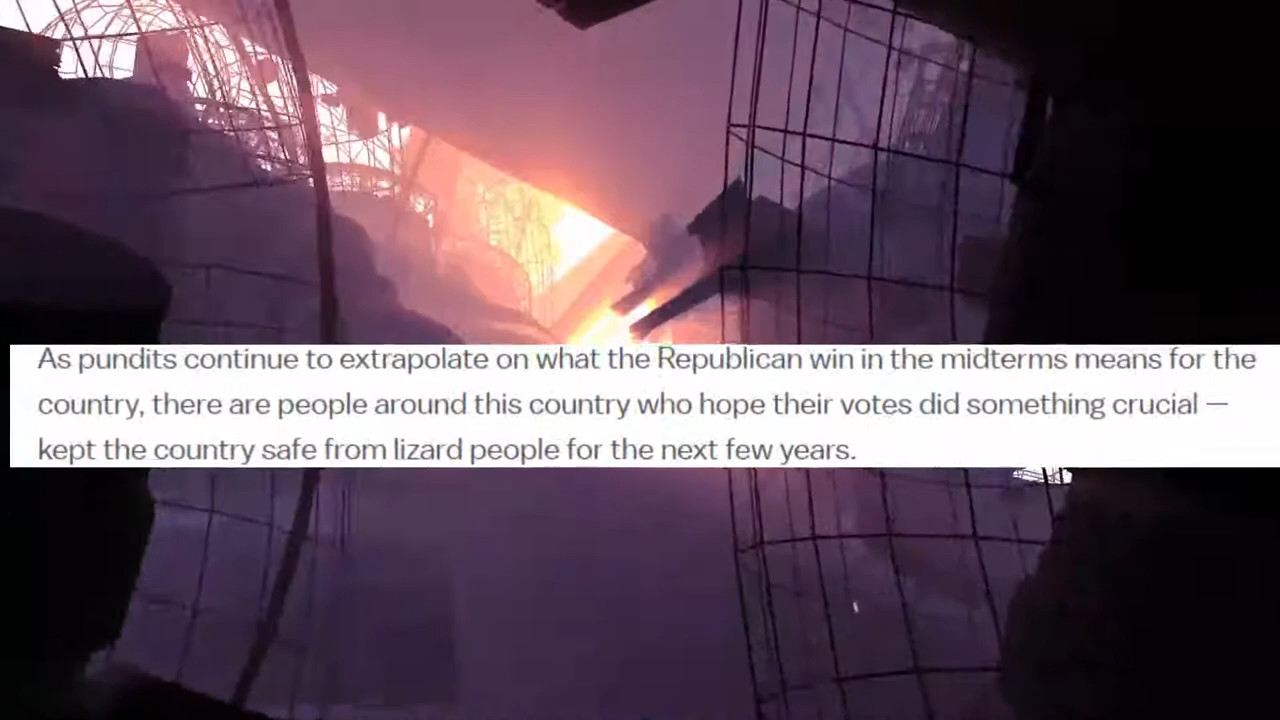 As pundits continue to extrapolate on what the Republican win in the midterms means for the
country, there are people around this country who hope their votes did something crucial —
kept the country safe from lizard people for the next few years.